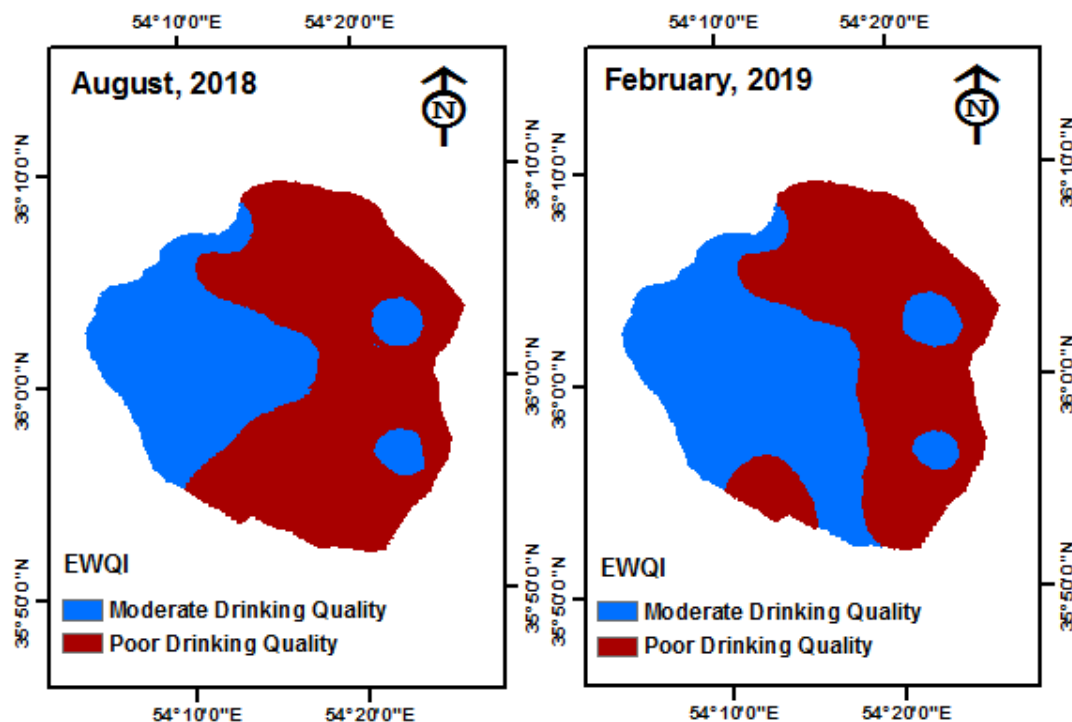 54°10'0"E 54°20'0"E
August, 2018
N
36°10'0"N
36°10'0"N
36°0'0"N
36°0'0"N
35°50'0"N
35°50'0"N
EWQI
Moderate Drinking Quality
Poor Drinking Quality
54°10'0"E 54°20'0"E
54°10'0"E 54°20'0"E
February, 2019
N
36°10'0"N
36°10'0"N
36°0'0"N
36°0'0"N
35°50'0"N
35°50'0"N
EWQI
Moderate Drinking Quality
Poor Drinking Quality
54°10'0"E 54°20'0"E